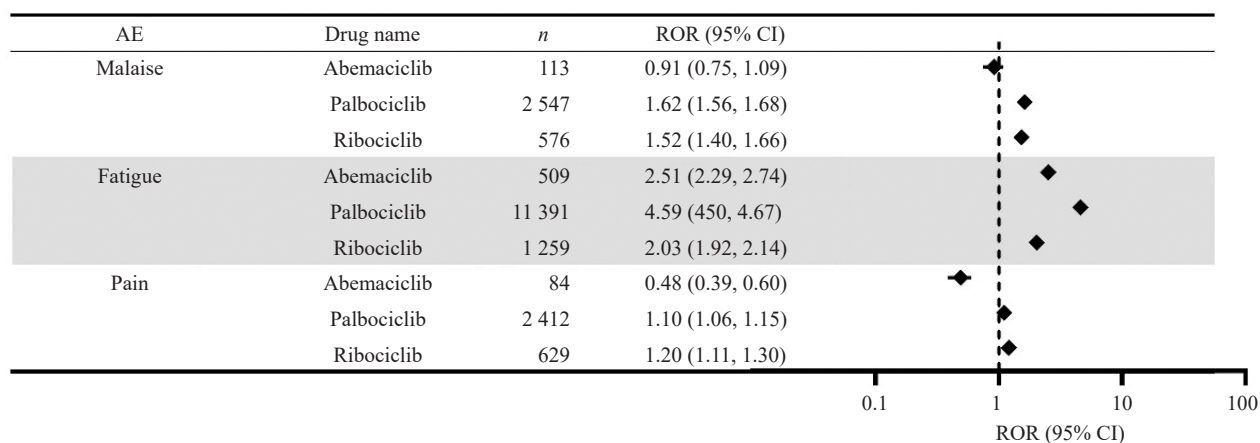 AE Drug name n ROR (95% CI)
Malaise Abemaciclib 113 0.91 (0.75, 1.09)
Palbociclib 2 547 1.62 (1.56, 1.68)
Ribociclib 576 1.52 (1.40, 1.66)
Fatigue Abemaciclib 509 2.51 (2.29, 2.74)
Palbociclib 11 391 4.59 (450, 4.67)
Ribociclib 1 259 2.03 (1.92, 2.14)
Pain Abemaciclib 84 0.48 (0.39, 0.60)
Palbociclib 2 412 1.10 (1.06, 1.15)
Ribociclib 629 1.20 (1.11, 1.30)
0.1 1 10 100
ROR (95% CI)